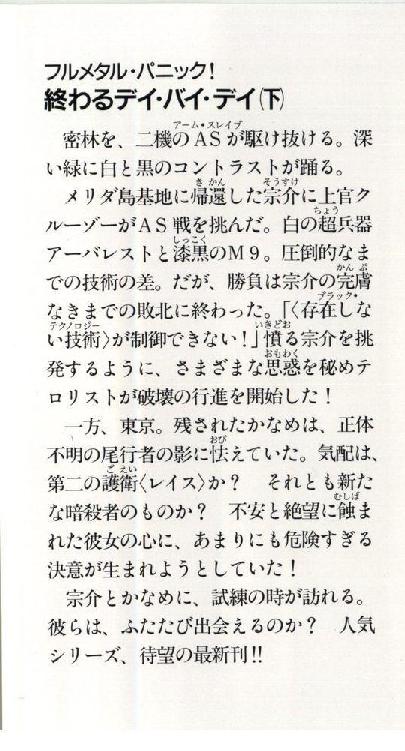 フルメタル・パニック!
終わるデイ・バイ・デイ(下)
アーム・スレイブ
密林を、二機のASが駆け抜ける。深
い緑に白と黒のコントラストが踊る。
きかん そうすけ
メリダ島基地に帰還した宗介に上官ク
ちょう
ルーゾーがAS戦を挑んだ。白の超兵器
しっこく
アーバレストと漆黒のM9。圧倒的なま
かんぷ
での技術の差。だが、勝負は宗介の完膚
ブラック・
なきまでの敗北に終わった。「〈存在しな
テクノロジー いきどお
い技術〉が制御できない!」憤る宗介を挑
おもわく
発するように、さまざまな思惑を秘めテ
ロリストが破壊の行進を開始した!
一方、東京。残されたかなめは、正体
おび
不明の尾行者の影に怯えていた。気配は、
ごえい
第二の護衛〈レイス〉か? それとも新た
むしば
な暗殺者のものか? 不安と絶望に蝕ま
れた彼女の心に、あまりにも危険すぎる
決意が生まれようとしていた!
宗介とかなめに、試練の時が訪れる。
彼らは、ふたたび出会えるのか? 人気
シリーズ、待望の最新刊!!